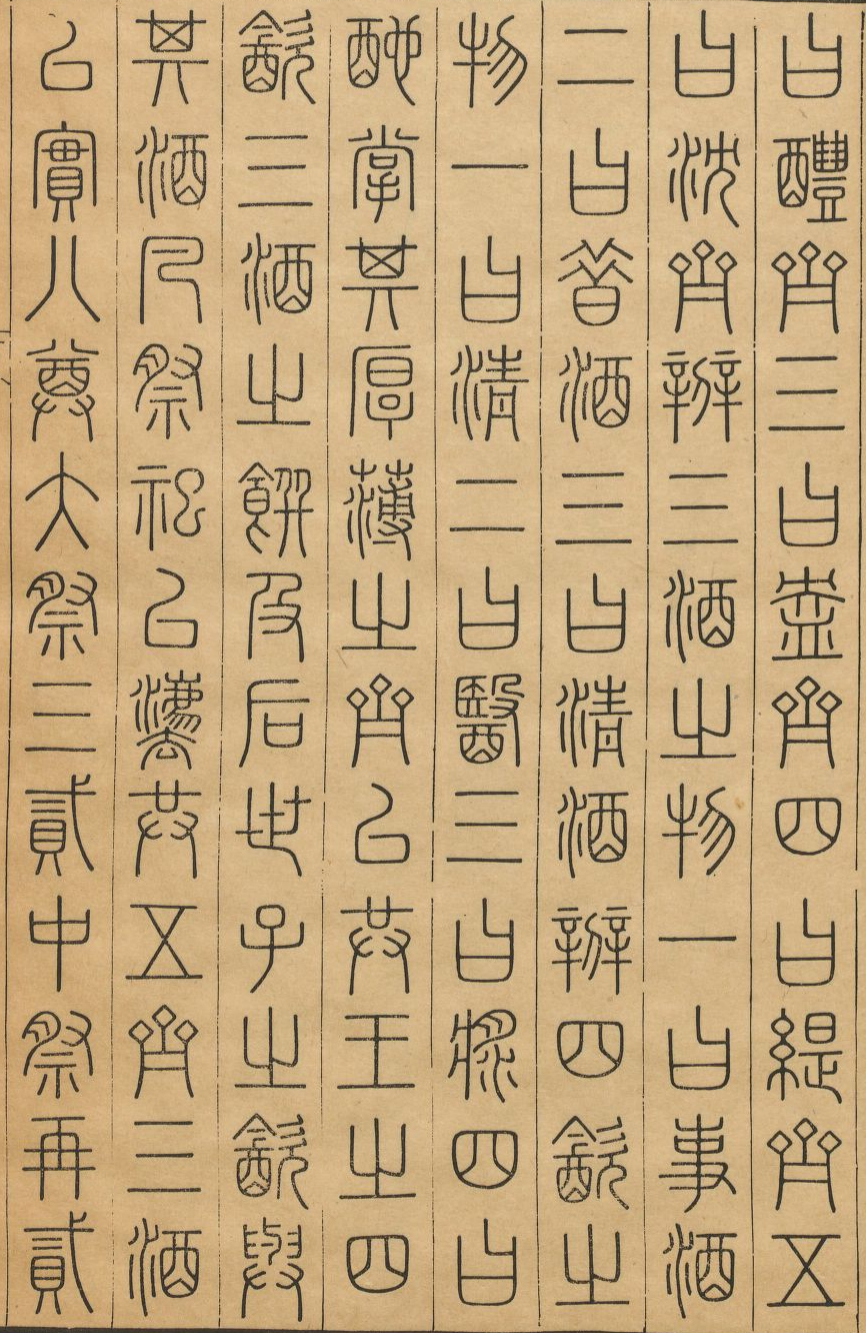 曰醴齊三曰盎齊四曰緹齊五
曰沈齊辨三酒之物一曰事酒
二曰昔酒三曰清酒辨四飲之
物一曰清二曰醫三曰漿四曰
酏掌其厚薄之齊以共王之四
飲三酒之饌及后世子之飲與
其酒凡祭祀以灋共五齊三酒
以實八尊大祭三貳中祭再貳